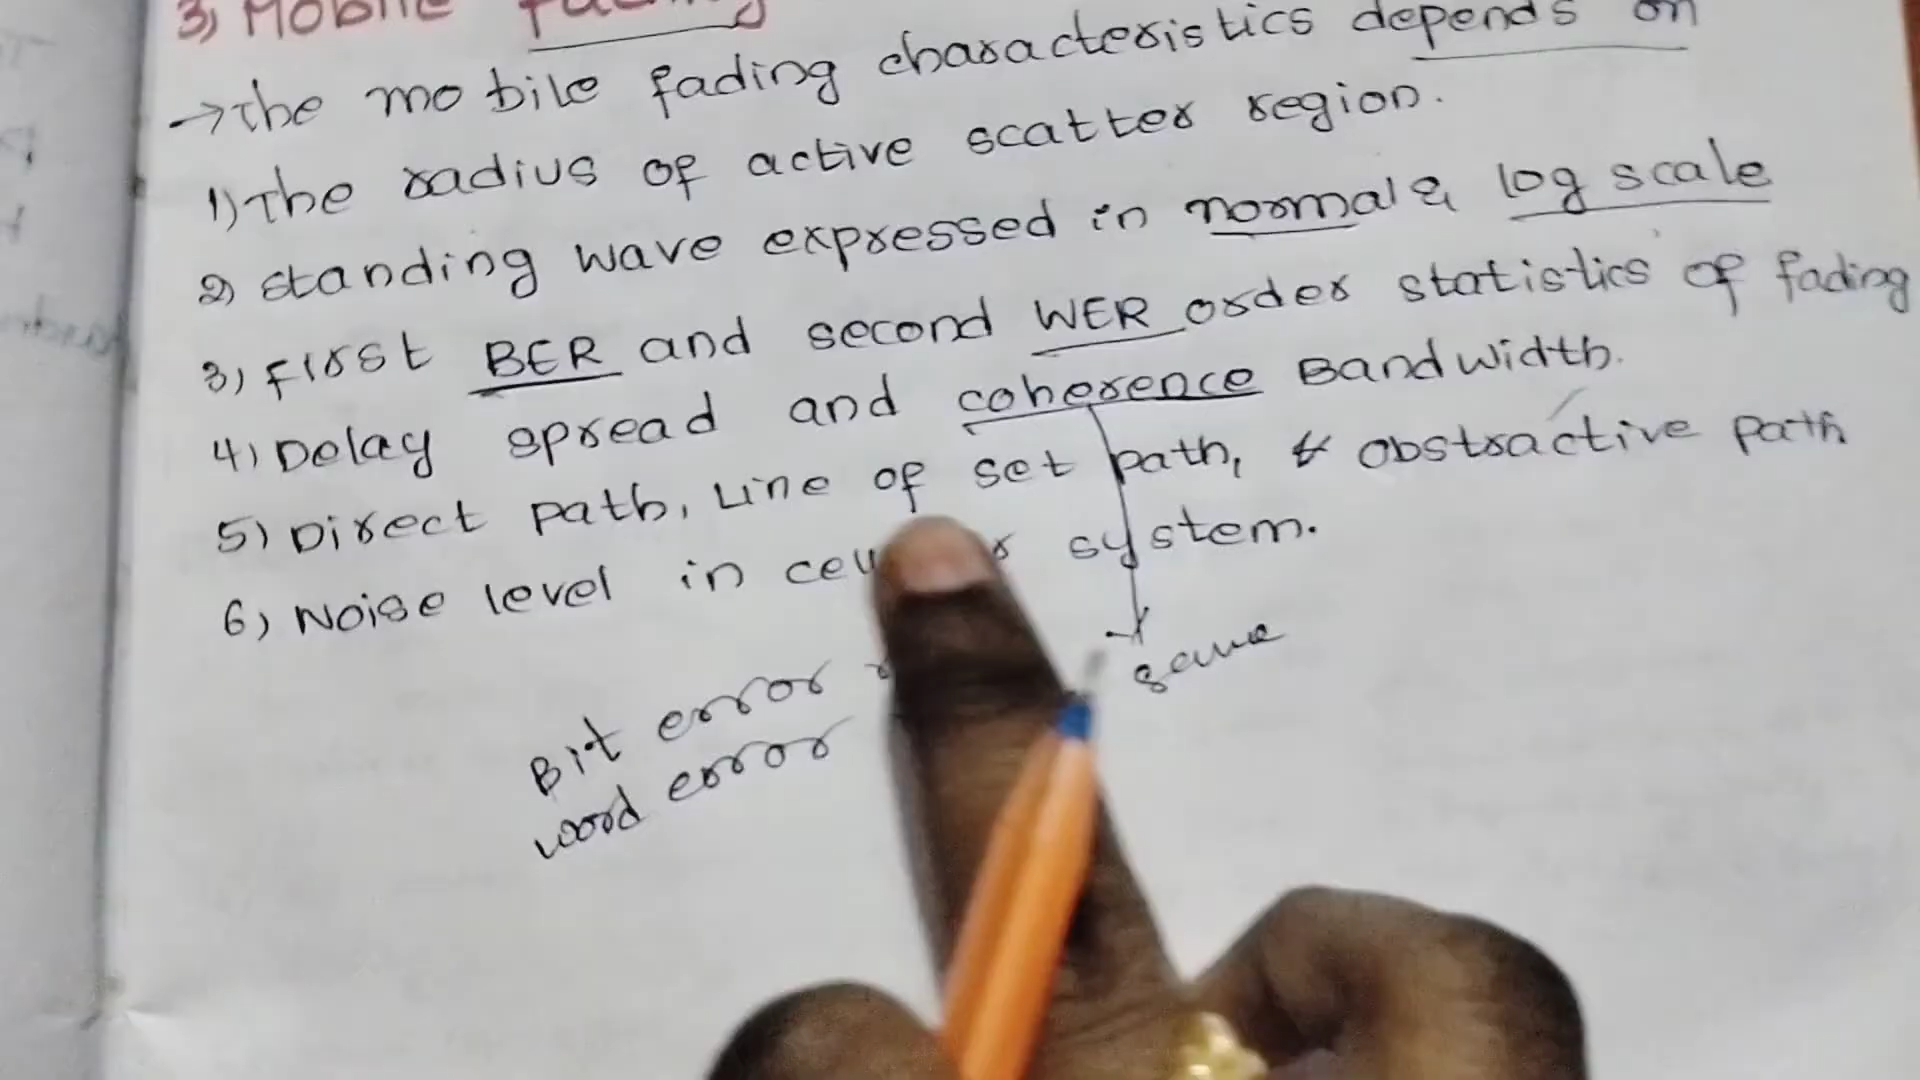 3) Mobile Fading
→ The mobile fading characteristics depends on
1) The radius of active scatter region.
2) standing wave expressed in normal & log scale
3) First BER and second WER order statistics of fading
4) Delay spread and coherence Bandwidth.
5) Direct path, Line of set path, & obstractive path
6) Noise level in system.
same
Bit error
word error